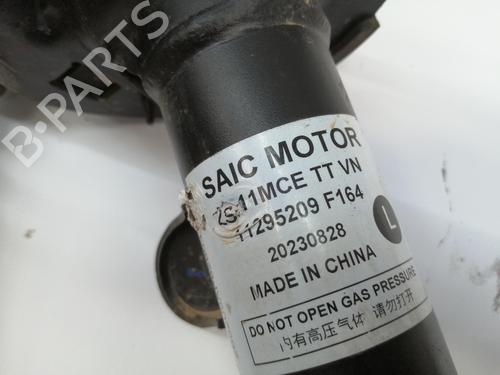 B-PARTS
SAIC MOTOR
11MCE TT VN
11295209 F164
20230828
L
MADE IN CHINA
DO NOT OPEN GAS PRESSURE
内有高压气体 请勿打开